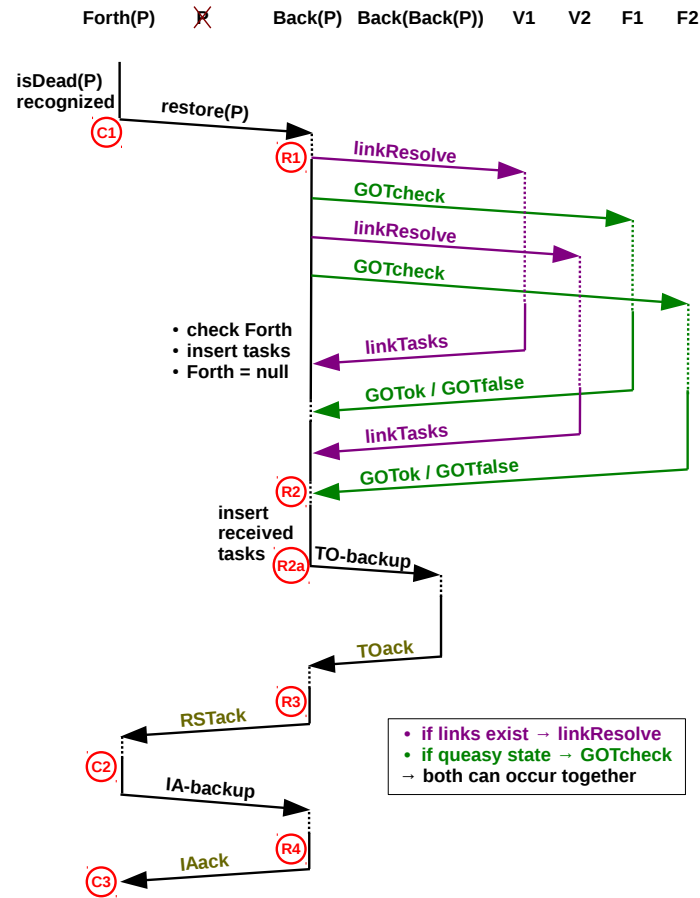 Forth(P) P Back(P) Back(Back(P)) V1 V2 F1 F2
isDead(P)
recognized
restore(P)
C1
R1
linkResolve
GOTcheck
linkResolve
GOTcheck
• check Forth
• insert tasks
• Forth = null
linkTasks
GOTok / GOTfalse
linkTasks
GOTok / GOTfalse
R2
insert
received
tasks
R2a
TO-backup
TOack
R3
RSTack
C2
IA-backup
R4
IAack
C3
• if links exist → linkResolve
• if queasy state → GOTcheck
→ both can occur together